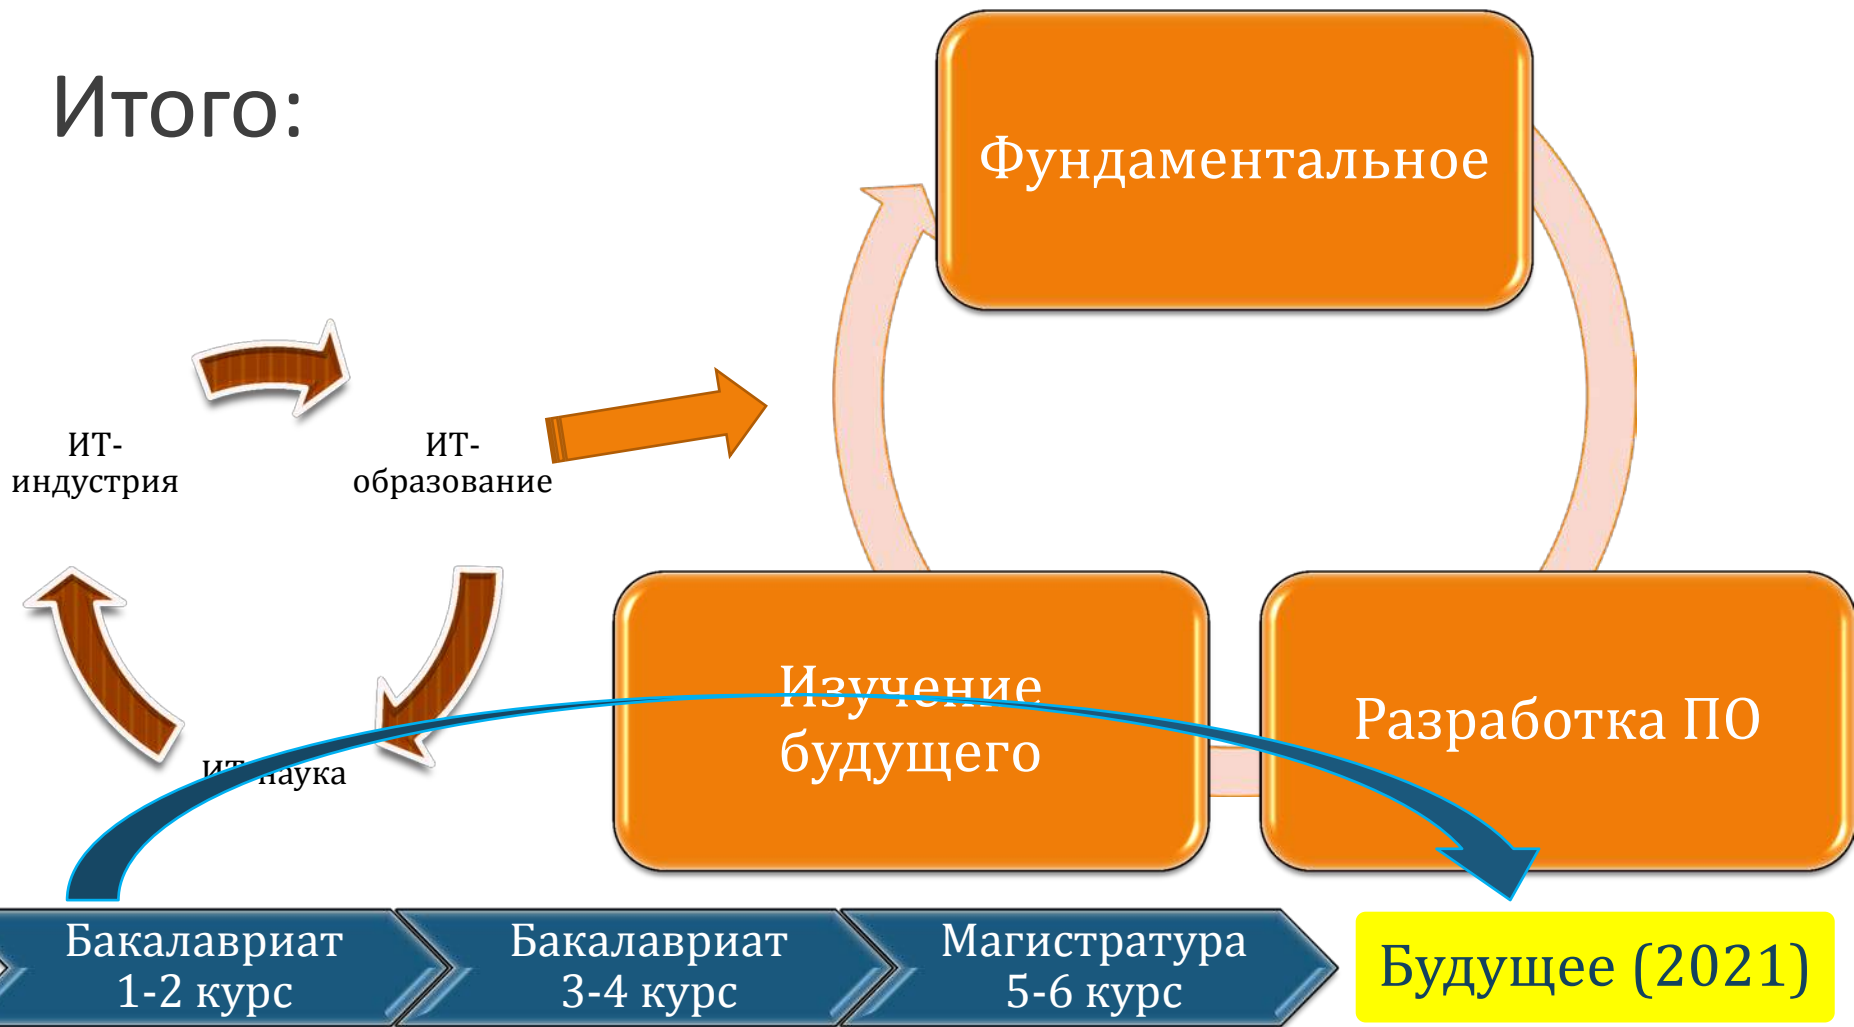 Итого:
Фундаментальное
ИТ-
индустрия
ИТ-
образование
ИТ-наука
Изучение
будущего
Разработка ПО
Бакалавриат
1-2 курс
Бакалавриат
3-4 курс
Магистратура
5-6 курс
Будущее (2021)